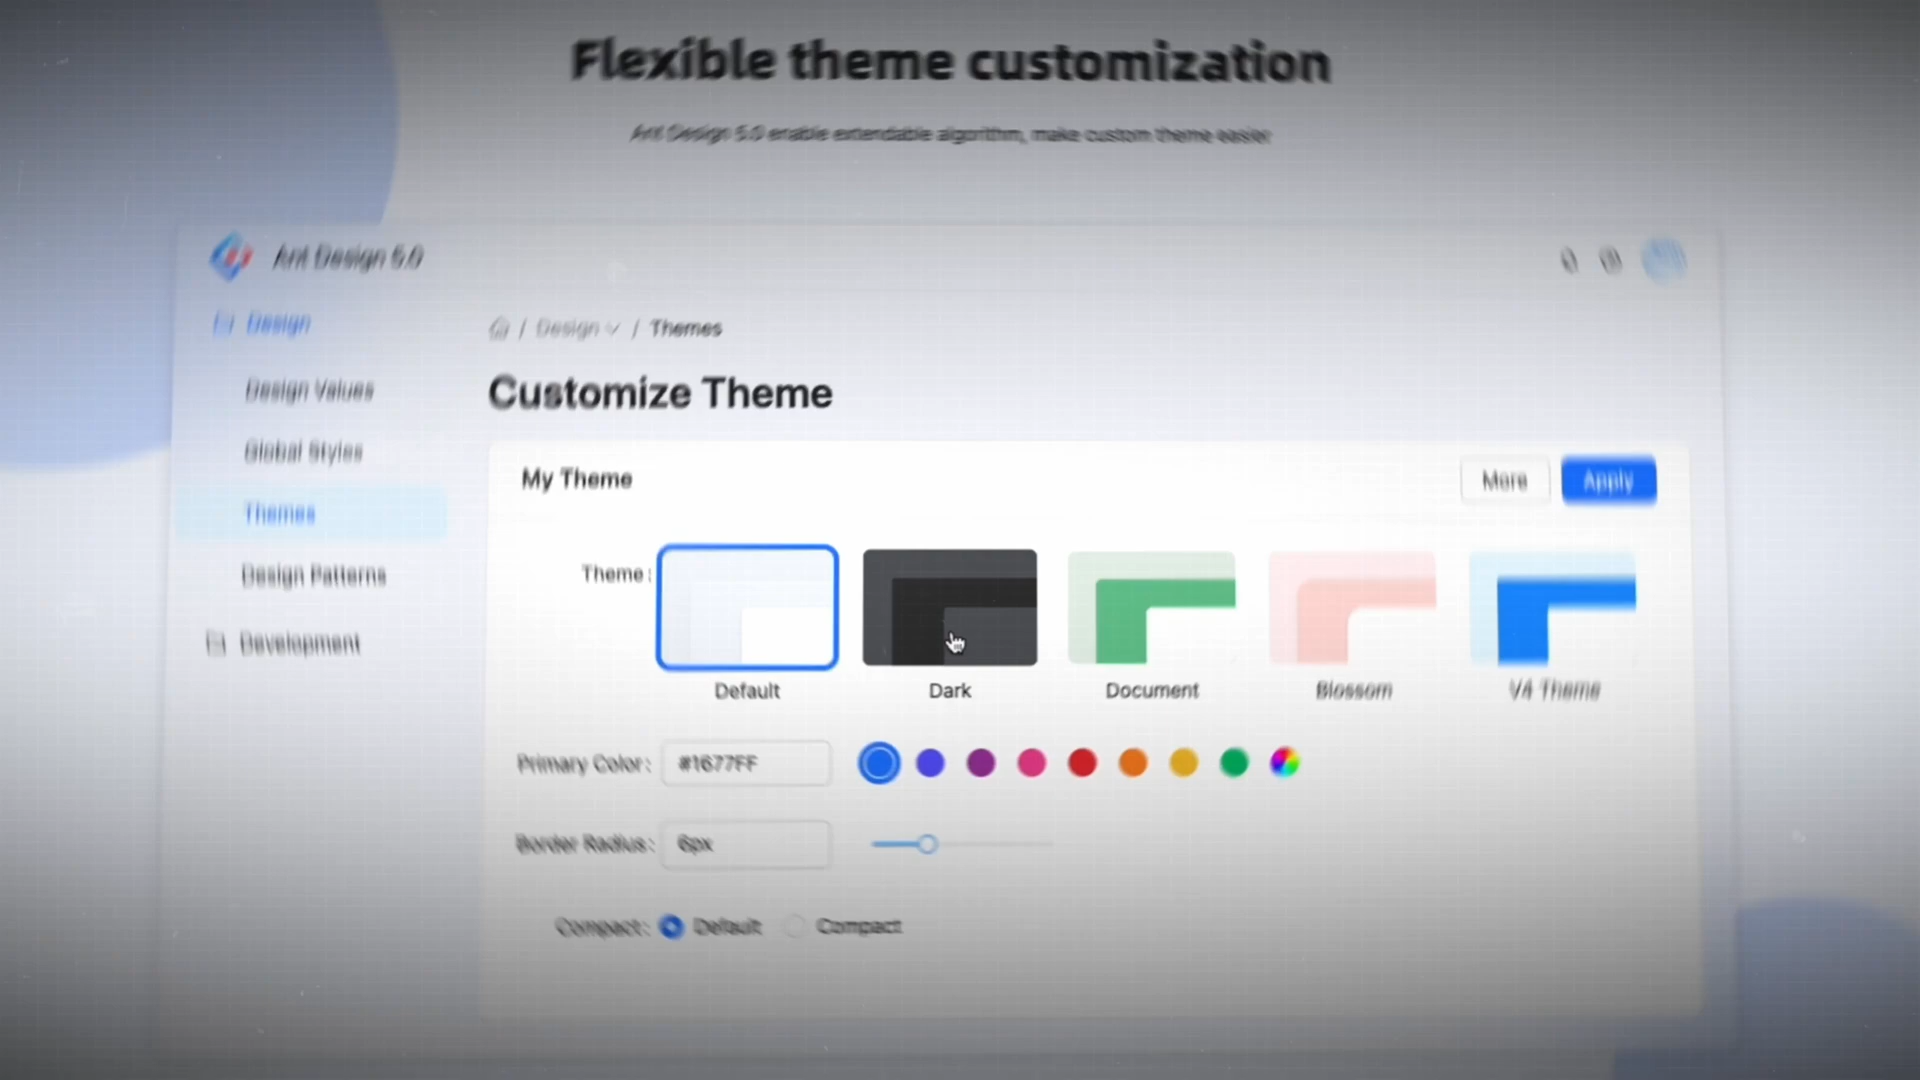 Flexible theme customization
Ant Design 5.0 enable extendable algorithm, make custom theme easier
Ant Design 5.0
Design
/ Design / Themes
Design Values
Customize Theme
Global Styles
My Theme
More
Apply
Themes
Theme:
Design Patterns
Development
Default
Dark
Document
Blossom
V4 Theme
Primary Color: #1677FF
Border Radius: 6px
Compact: Default Compact